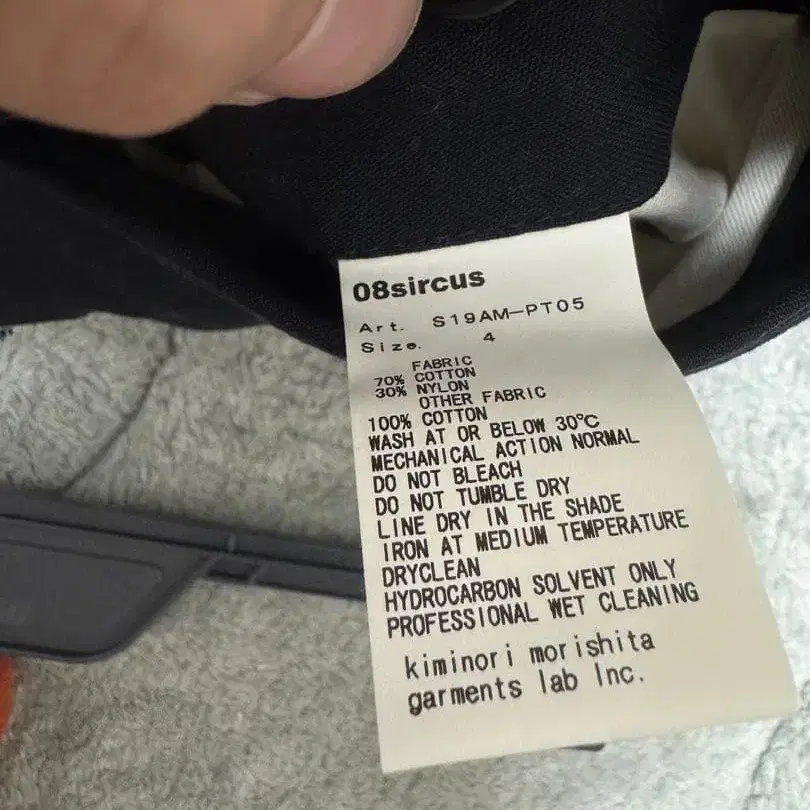 08sircus
Art. S19AM-PT05
Size. 4
FABRIC
70% COTTON
30% NYLON
OTHER FABRIC
100% COTTON
WASH AT OR BELOW 30℃
MECHANICAL ACTION NORMAL
DO NOT BLEACH
DO NOT TUMBLE DRY
LINE DRY IN THE SHADE
IRON AT MEDIUM TEMPERATURE
DRYCLEAN
HYDROCARBON SOLVENT ONLY
PROFESSIONAL WET CLEANING
kiminori morishita
garments lab Inc.